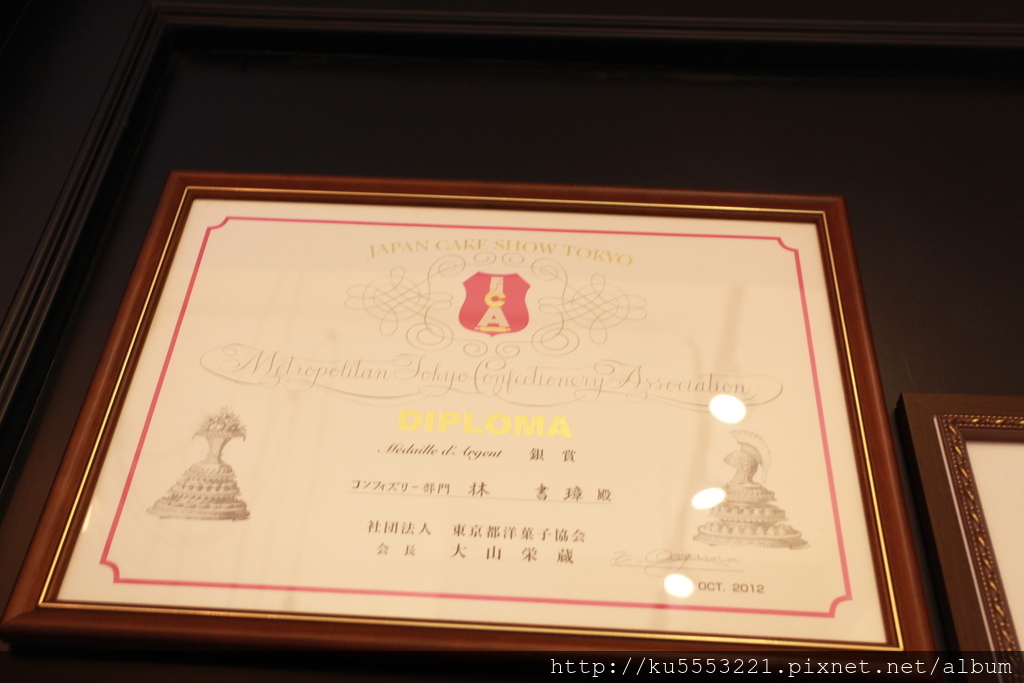 JAPAN CAKE SHOW TOKYO
JCA
Metropolitan Tokyo Confectionery Association
DIPLOMA
Médaille d'Argent 銀賞
コンフィズリー部門 林 書瑋 殿
社団法人 東京都洋菓子協会
会長 大山栄蔵
OCT. 2012
http://ku5553221.pixnet.net/album